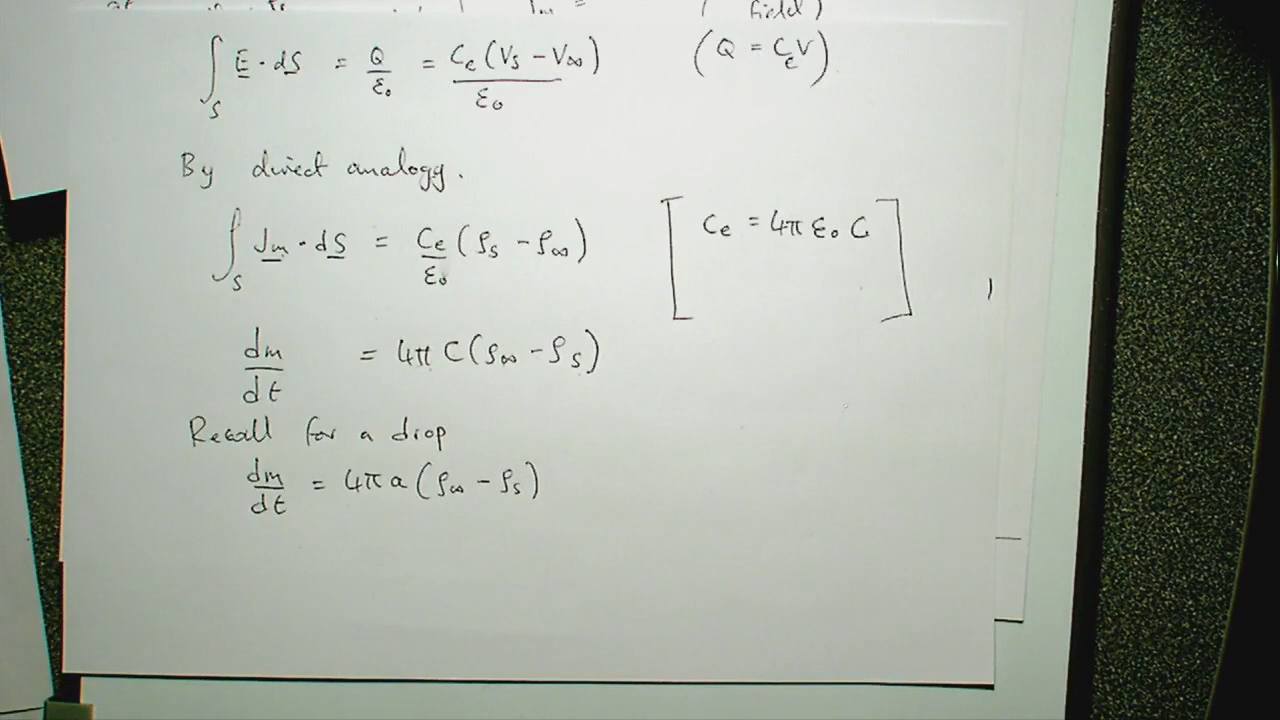 field)
∫_S E · dS = Q/ε₀ = C_e(V_s − V_∞)/ε₀ (Q = C_e V)
By direct analogy.
∫_S J_m · dS = C_e/ε₀ (ρ_s − ρ_∞) [C_e = 4π ε₀ C]
dm/dt = 4π C(ρ_∞ − ρ_s)
Recall for a drop
dm/dt = 4π a(ρ_∞ − ρ_s)